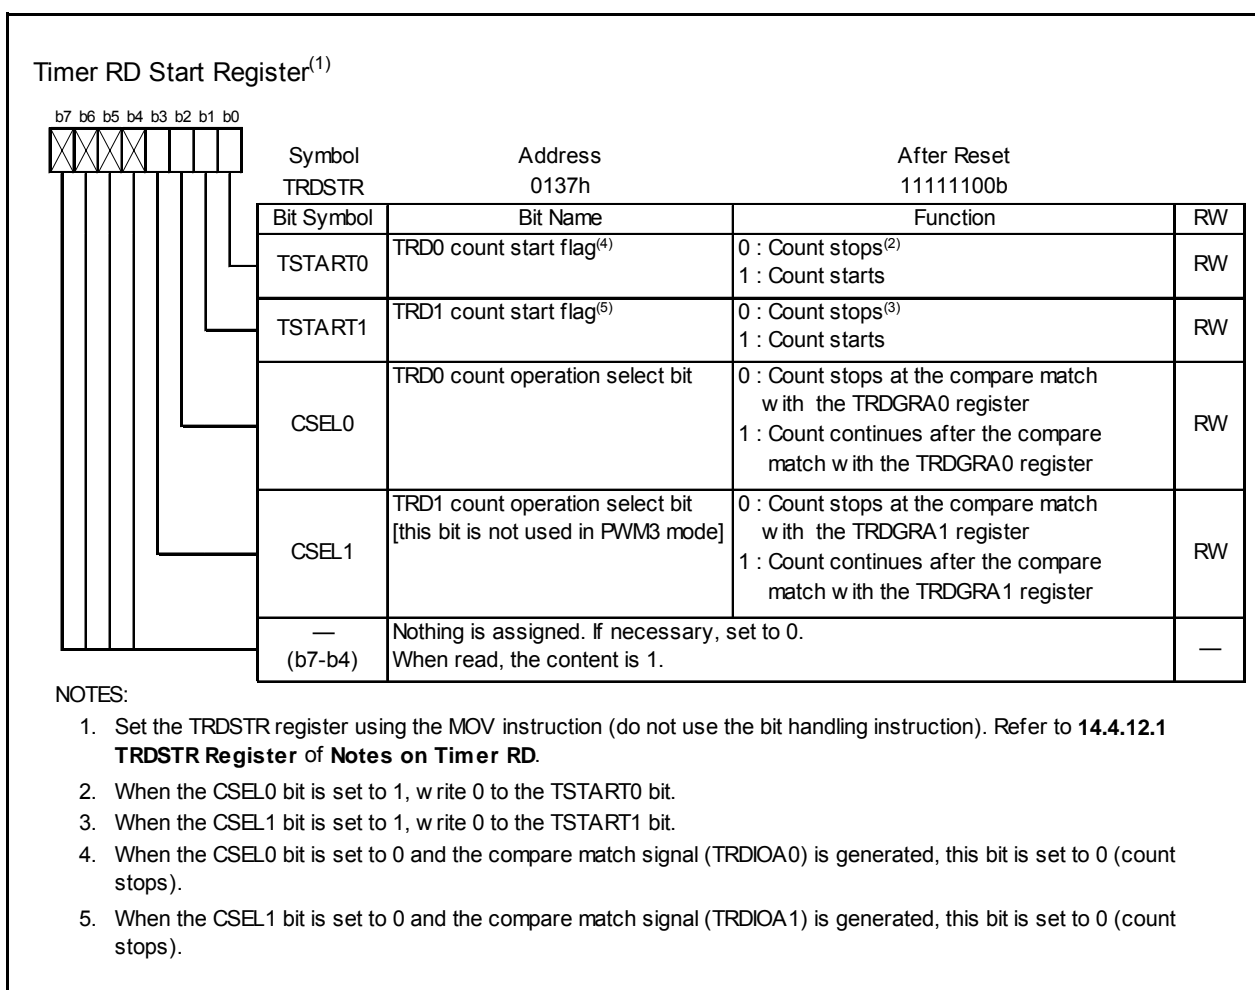 Timer RD Start Register(1)
b7 b6 b5 b4 b3 b2 b1 b0
Symbol Address After Reset
TRDSTR 0137h 11111100b
Bit Symbol Bit Name Function RW
TSTART0 TRD0 count start flag(4) 0 : Count stops(2) RW
1 : Count starts
TSTART1 TRD1 count start flag(5) 0 : Count stops(3) RW
1 : Count starts
CSEL0 TRD0 count operation select bit 0 : Count stops at the compare match RW
with the TRDGRA0 register
1 : Count continues after the compare
match with the TRDGRA0 register
CSEL1 TRD1 count operation select bit 0 : Count stops at the compare match RW
[this bit is not used in PWM3 mode] with the TRDGRA1 register
1 : Count continues after the compare
match with the TRDGRA1 register
— Nothing is assigned. If necessary, set to 0. —
(b7-b4) When read, the content is 1.
NOTES:
1. Set the TRDSTR register using the MOV instruction (do not use the bit handling instruction). Refer to 14.4.12.1
TRDSTR Register of Notes on Timer RD.
2. When the CSEL0 bit is set to 1, write 0 to the TSTART0 bit.
3. When the CSEL1 bit is set to 1, write 0 to the TSTART1 bit.
4. When the CSEL0 bit is set to 0 and the compare match signal (TRDIOA0) is generated, this bit is set to 0 (count
stops).
5. When the CSEL1 bit is set to 0 and the compare match signal (TRDIOA1) is generated, this bit is set to 0 (count
stops).